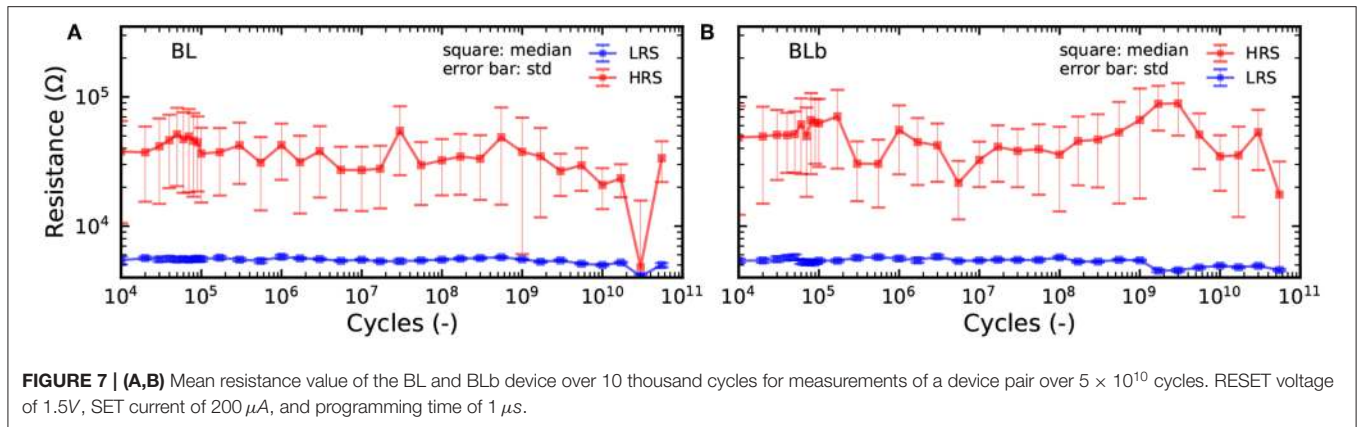 A
BL
square: median
error bar: std
LRS
HRS
Resistance (Ω)
10⁵
10⁴
10⁴ 10⁵ 10⁶ 10⁷ 10⁸ 10⁹ 10¹⁰ 10¹¹
Cycles (-)
B
BLb
square: median
error bar: std
HRS
LRS
10⁴ 10⁵ 10⁶ 10⁷ 10⁸ 10⁹ 10¹⁰ 10¹¹
Cycles (-)
FIGURE 7 | (A,B) Mean resistance value of the BL and BLb device over 10 thousand cycles for measurements of a device pair over 5 × 10¹⁰ cycles. RESET voltage
of 1.5V, SET current of 200 μA, and programming time of 1 μs.